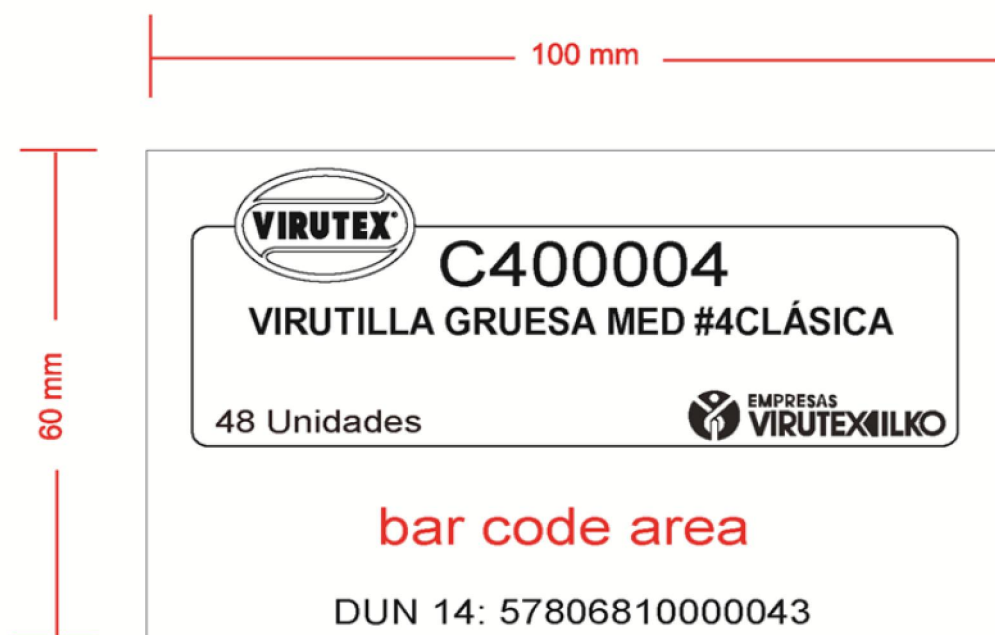 100 mm
60 mm
VIRUTEX®
C400004
VIRUTILLA GRUESA MED #4CLÁSICA
48 Unidades
EMPRESAS
VIRUTEX ILKO
bar code area
DUN 14: 57806810000043